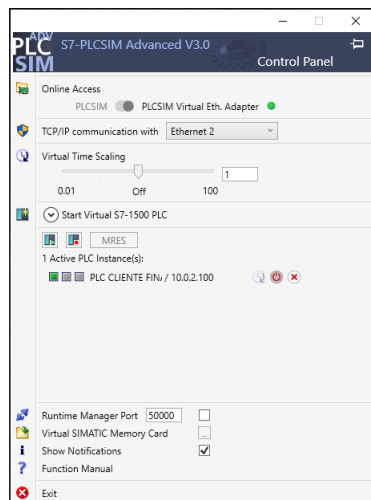 PLC ADV
SIM
S7-PLCSIM Advanced V3.0
Control Panel
Online Access
PLCSIM PLCSIM Virtual Eth. Adapter
TCP/IP communication with Ethernet 2
Virtual Time Scaling
1
0.01 Off 100
Start Virtual S7-1500 PLC
MRES
1 Active PLC Instance(s):
PLC CLIENTE FIN / 10.0.2.100
Runtime Manager Port 50000
Virtual SIMATIC Memory Card ...
Show Notifications
Function Manual
Exit